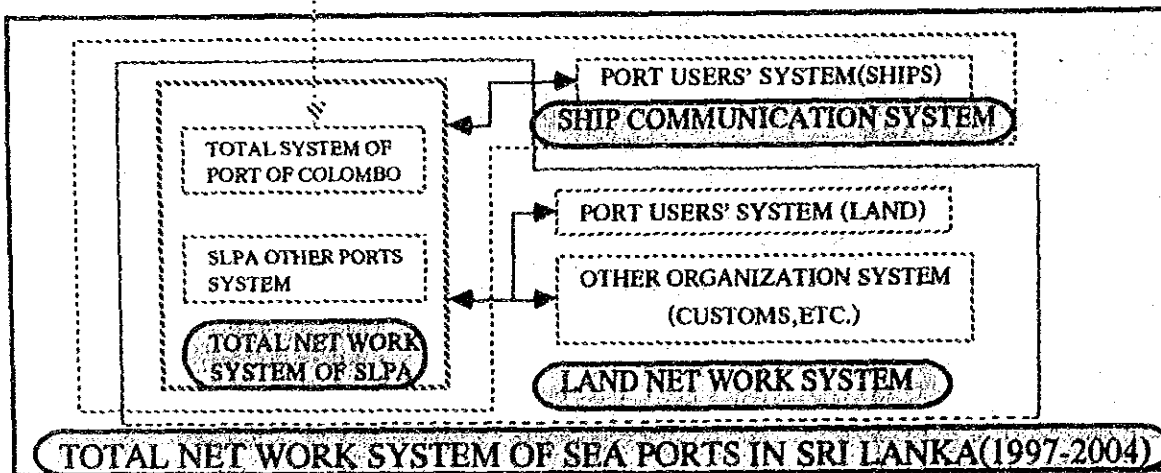 PORT USERS' SYSTEM(SHIPS)
SHIP COMMUNICATION SYSTEM
TOTAL SYSTEM OF
PORT OF COLOMBO
PORT USERS' SYSTEM (LAND)
SLPA OTHER PORTS
SYSTEM
OTHER ORGANIZATION SYSTEM
(CUSTOMS,ETC.)
TOTAL NET WORK
SYSTEM OF SLPA
LAND NET WORK SYSTEM
TOTAL NET WORK SYSTEM OF SEA PORTS IN SRI LANKA(1997-2004)